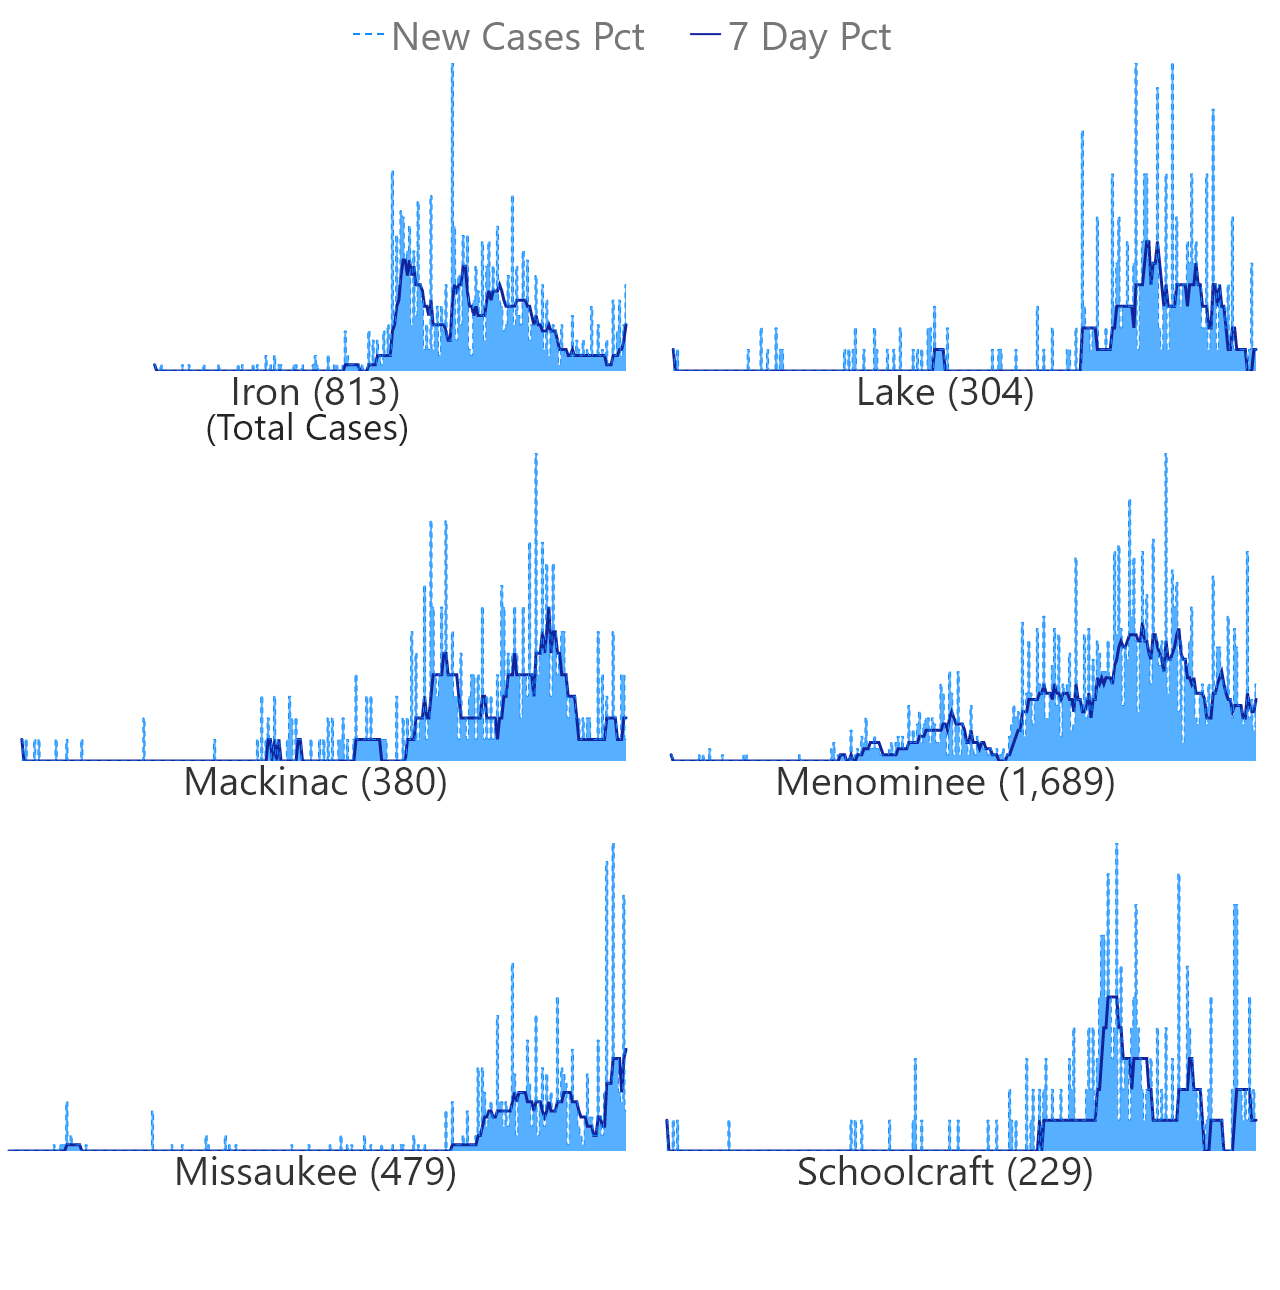 New Cases Pct 7 Day Pct
Iron (813)
(Total Cases)
Lake (304)
Mackinac (380)
Menominee (1,689)
Missaukee (479)
Schoolcraft (229)